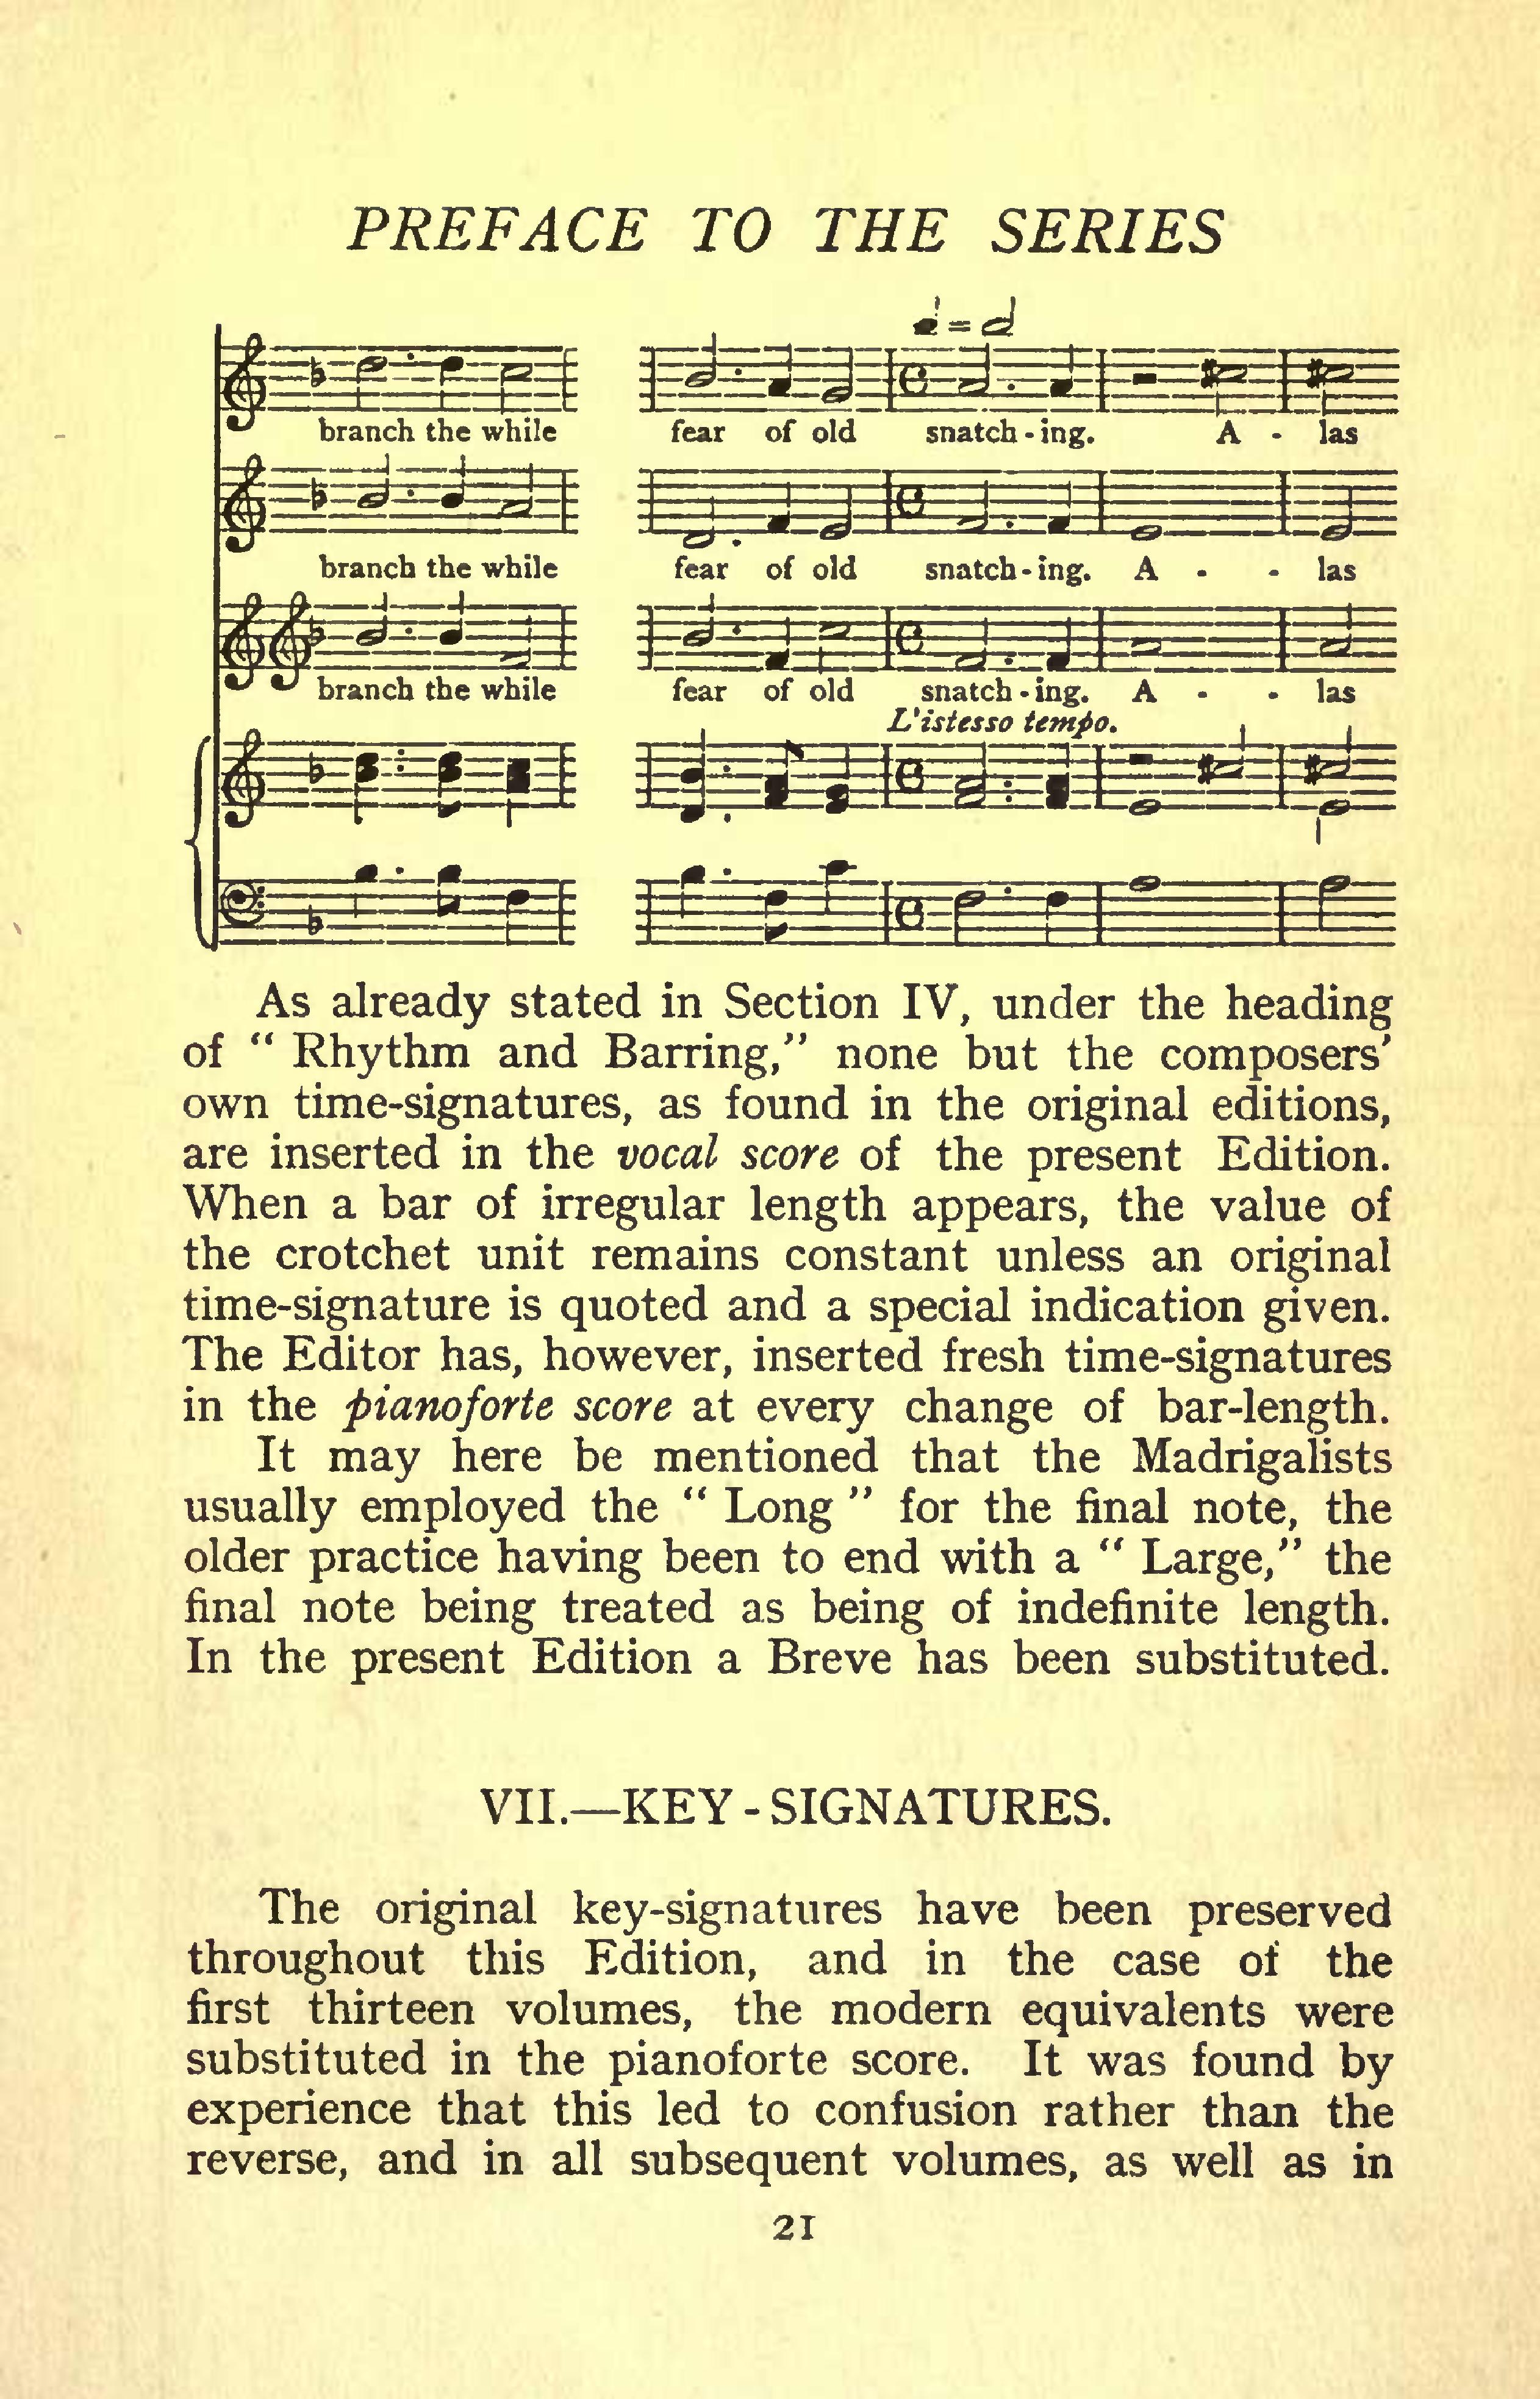 PREFACE TO THE SERIES
branch the while fear of old snatch-ing. A - las
branch the while fear of old snatch-ing. A - - las
branch the while fear of old snatch-ing. A - - las
L'istesso tempo.
As already stated in Section IV, under the heading
of “ Rhythm and Barring,” none but the composers’
own time-signatures, as found in the original editions,
are inserted in the vocal score of the present Edition.
When a bar of irregular length appears, the value of
the crotchet unit remains constant unless an original
time-signature is quoted and a special indication given.
The Editor has, however, inserted fresh time-signatures
in the pianoforte score at every change of bar-length.
It may here be mentioned that the Madrigalists
usually employed the “ Long ” for the final note, the
older practice having been to end with a “ Large,” the
final note being treated as being of indefinite length.
In the present Edition a Breve has been substituted.
VII.—KEY-SIGNATURES.
The original key-signatures have been preserved
throughout this Edition, and in the case of the
first thirteen volumes, the modern equivalents were
substituted in the pianoforte score. It was found by
experience that this led to confusion rather than the
reverse, and in all subsequent volumes, as well as in
21